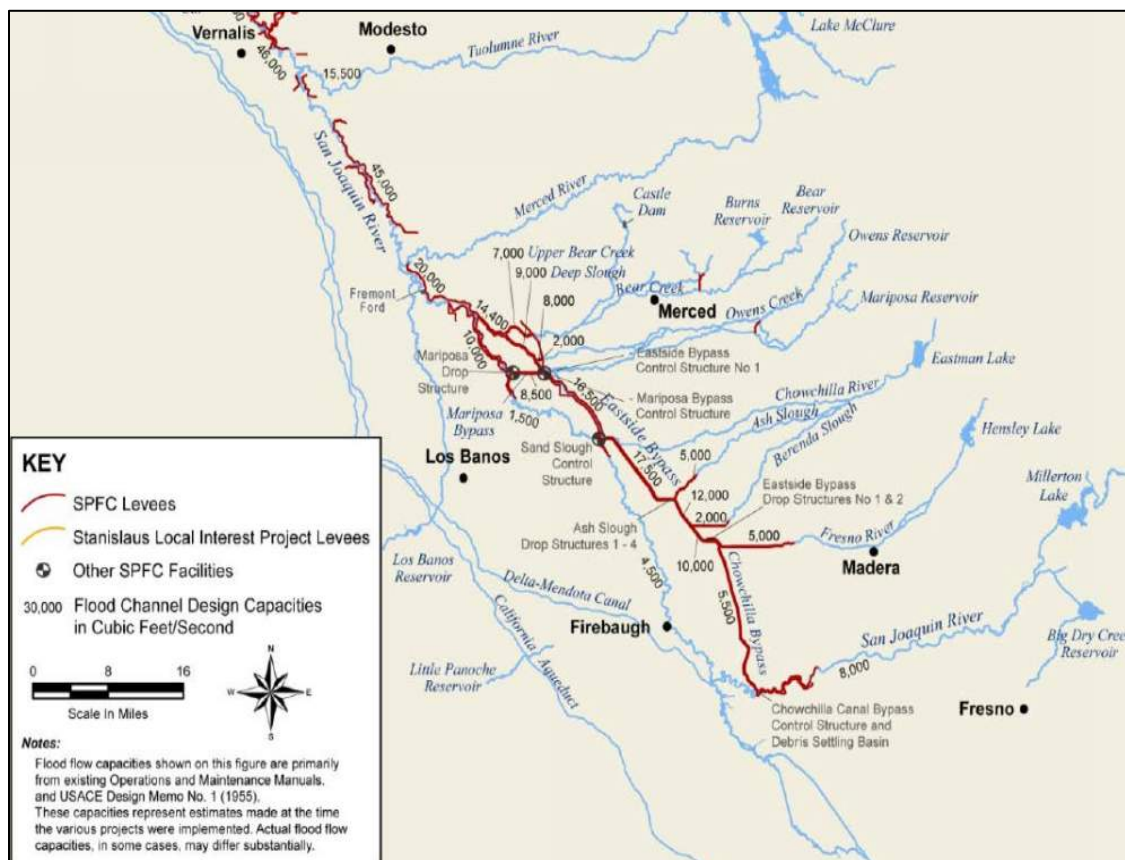 Vernalis
Modesto
46,000
15,500
Tuolumne River
Lake McClure
San Joaquin River
45,000
Merced River
Castle
Dam
Burns
Reservoir
Bear
Reservoir
Owens Reservoir
7,000
Upper Bear Creek
9,000
Deep Slough
8,000
Bear Creek
Merced
Owens Creek
Mariposa Reservoir
20,000
Fremont
Ford
14,400
10,000
2,000
Eastside Bypass
Control Structure No 1
Eastman Lake
Mariposa
Drop
Structure
8,500
16,500
Mariposa Bypass
Control Structure
Chowchilla River
Ash Slough
Berenda Slough
Mariposa
Bypass
1,500
Eastside Bypass
Hensley Lake
Los Banos
Sand Slough
Control
Structure
17,500
5,000
Eastside Bypass
Drop Structures No 1 & 2
Millerton
Lake
12,000
2,000
Ash Slough
Drop Structures 1 - 4
5,000
Fresno River
Madera
10,000
Los Banos
Reservoir
Delta-Mendota Canal
4,500
Chowchilla Bypass
5,500
California Aqueduct
Firebaugh
San Joaquin River
8,000
Big Dry Cree
Reservoir
Little Panoche
Reservoir
Chowchilla Canal Bypass
Control Structure and
Debris Settling Basin
Fresno
KEY
SPFC Levees
Stanislaus Local Interest Project Levees
Other SPFC Facilities
30,000
Flood Channel Design Capacities
in Cubic Feet/Second
0
8
16
Scale In Miles
N
W
E
S
Notes:
Flood flow capacities shown on this figure are primarily
from existing Operations and Maintenance Manuals.
and USACE Design Memo No. 1 (1955).
These capacities represent estimates made at the time
the various projects were implemented. Actual flood flow
capacities, in some cases, may differ substantially.